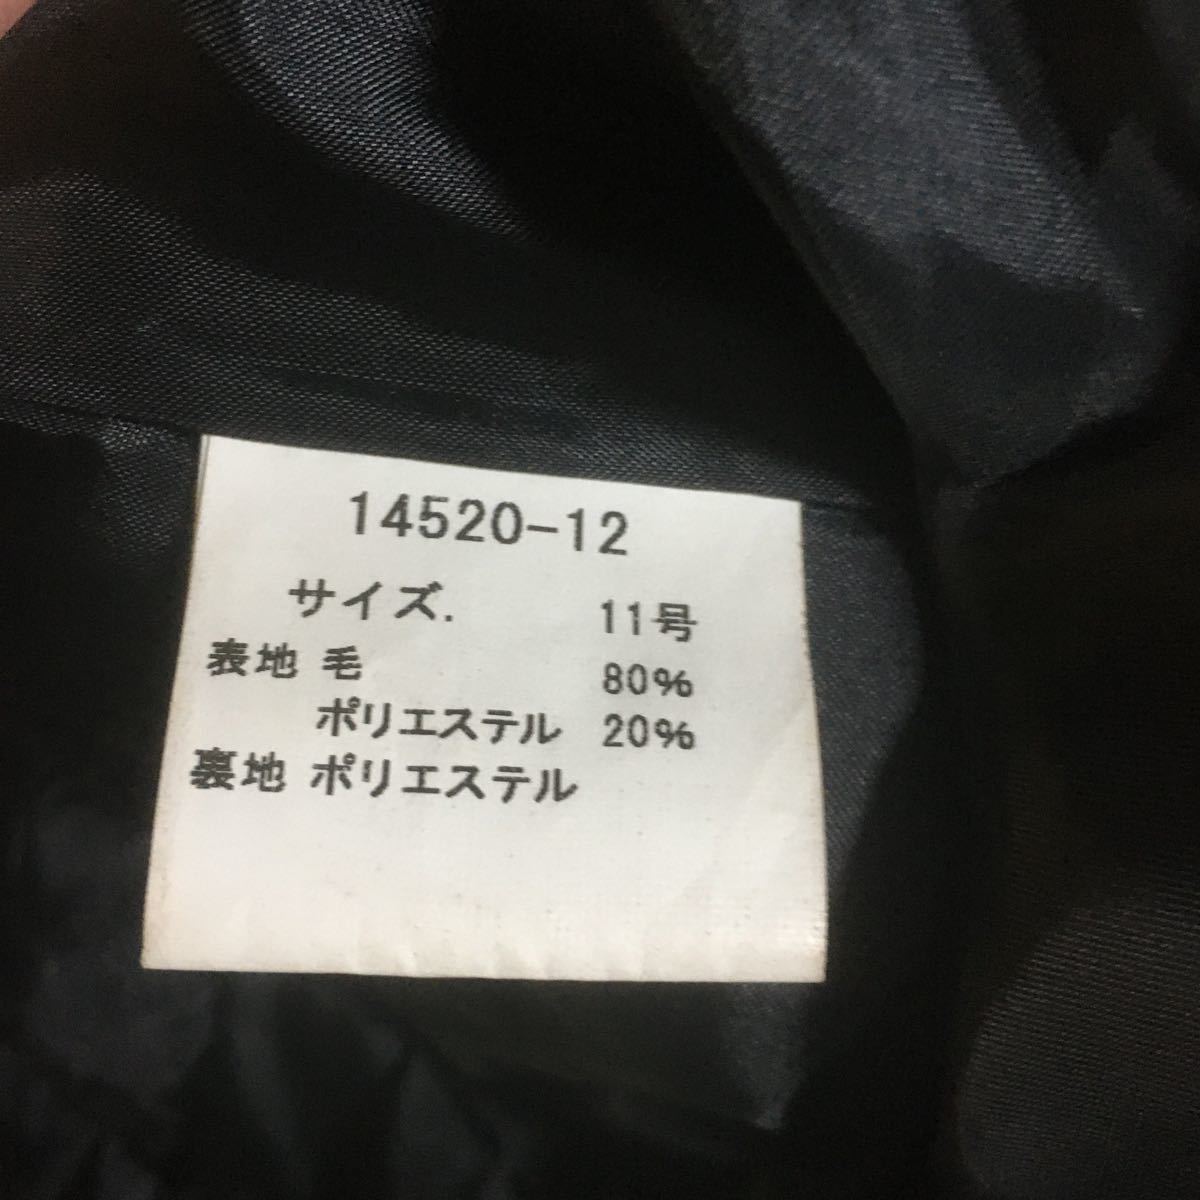 14520-12
サイズ. 11号
表地 毛 80%
ポリエステル 20%
裏地 ポリエステル